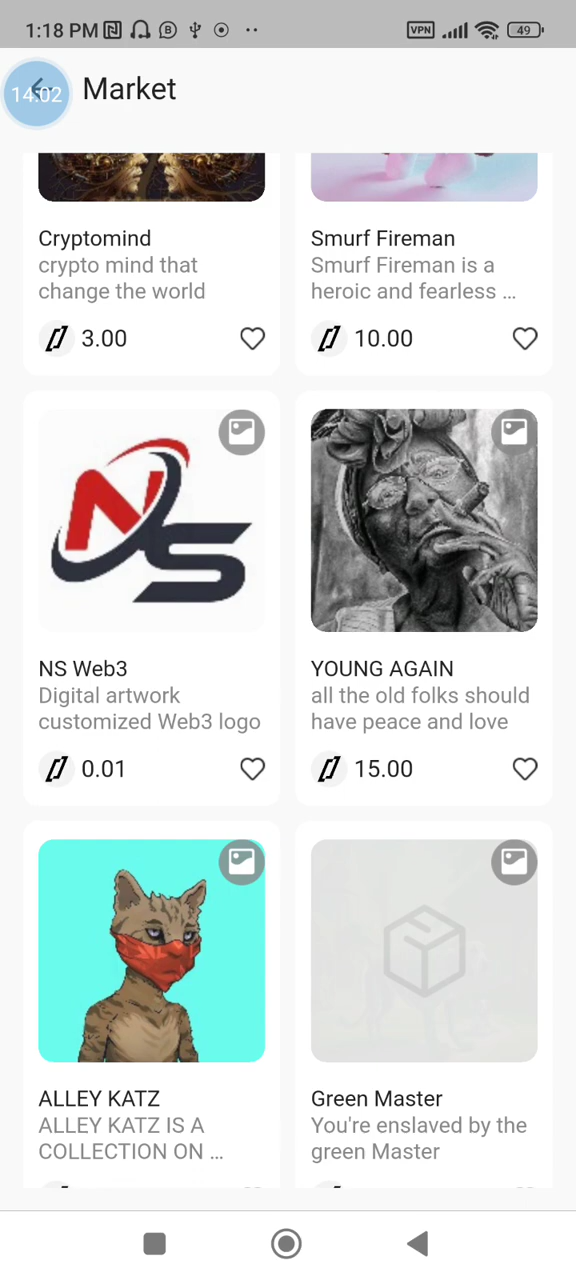 1:18 PM
VPN
49
14:02
Market
Cryptomind
crypto mind that
change the world
3.00
Smurf Fireman
Smurf Fireman is a
heroic and fearless ...
10.00
NS
NS Web3
Digital artwork
customized Web3 logo
0.01
YOUNG AGAIN
all the old folks should
have peace and love
15.00
ALLEY KATZ
ALLEY KATZ IS A
COLLECTION ON ...
Green Master
You're enslaved by the
green Master